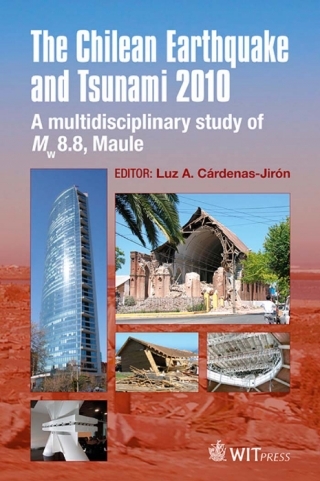 The Chilean Earthquake
and Tsunami 2010
A multidisciplinary study of
Mw 8.8, Maule
EDITOR: Luz A. Cárdenas-Jirón
WITPRESS